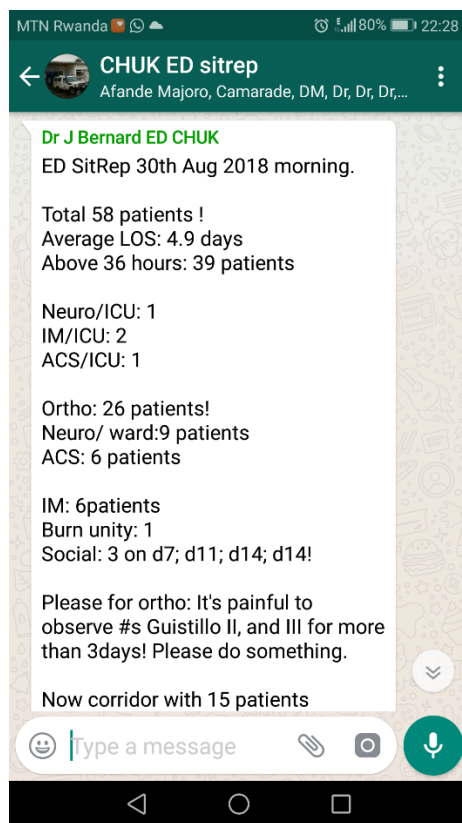 MTN Rwanda 80% 22:28
CHUK ED sitrep
Afande Majoro, Camarade, DM, Dr, Dr, Dr,...
Dr J Bernard ED CHUK
ED SitRep 30th Aug 2018 morning.
Total 58 patients !
Average LOS: 4.9 days
Above 36 hours: 39 patients
Neuro/ICU: 1
IM/ICU: 2
ACS/ICU: 1
Ortho: 26 patients!
Neuro/ ward:9 patients
ACS: 6 patients
IM: 6patients
Burn unity: 1
Social: 3 on d7; d11; d14; d14!
Please for ortho: It's painful to
observe #s Guistillo II, and III for more
than 3days! Please do something.
Now corridor with 15 patients
Type a message